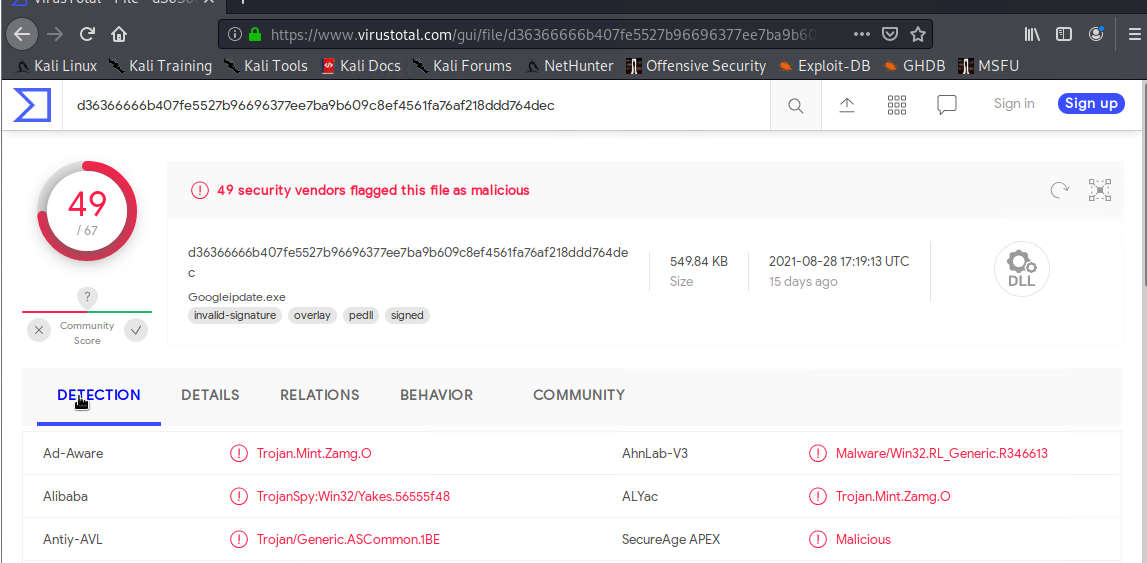 VirusTotal - File - d3636
https://www.virustotal.com/gui/file/d36366666b407fe5527b96696377ee7ba9b60
Kali Linux Kali Training Kali Tools Kali Docs Kali Forums NetHunter Offensive Security Exploit-DB GHDB MSFU
d36366666b407fe5527b96696377ee7ba9b609c8ef4561fa76af218ddd764dec Sign in Sign up
49
/ 67
49 security vendors flagged this file as malicious
d36366666b407fe5527b96696377ee7ba9b609c8ef4561fa76af218ddd764de
c
Googleipdate.exe
invalid-signature overlay pedll signed
549.84 KB
Size
2021-08-28 17:19:13 UTC
15 days ago
DLL
?
Community
Score
DETECTION DETAILS RELATIONS BEHAVIOR COMMUNITY
Ad-Aware Trojan.Mint.Zamg.O AhnLab-V3 Malware/Win32.RL_Generic.R346613
Alibaba TrojanSpy:Win32/Yakes.56555f48 ALYac Trojan.Mint.Zamg.O
Antiy-AVL Trojan/Generic.ASCommon.1BE SecureAge APEX Malicious